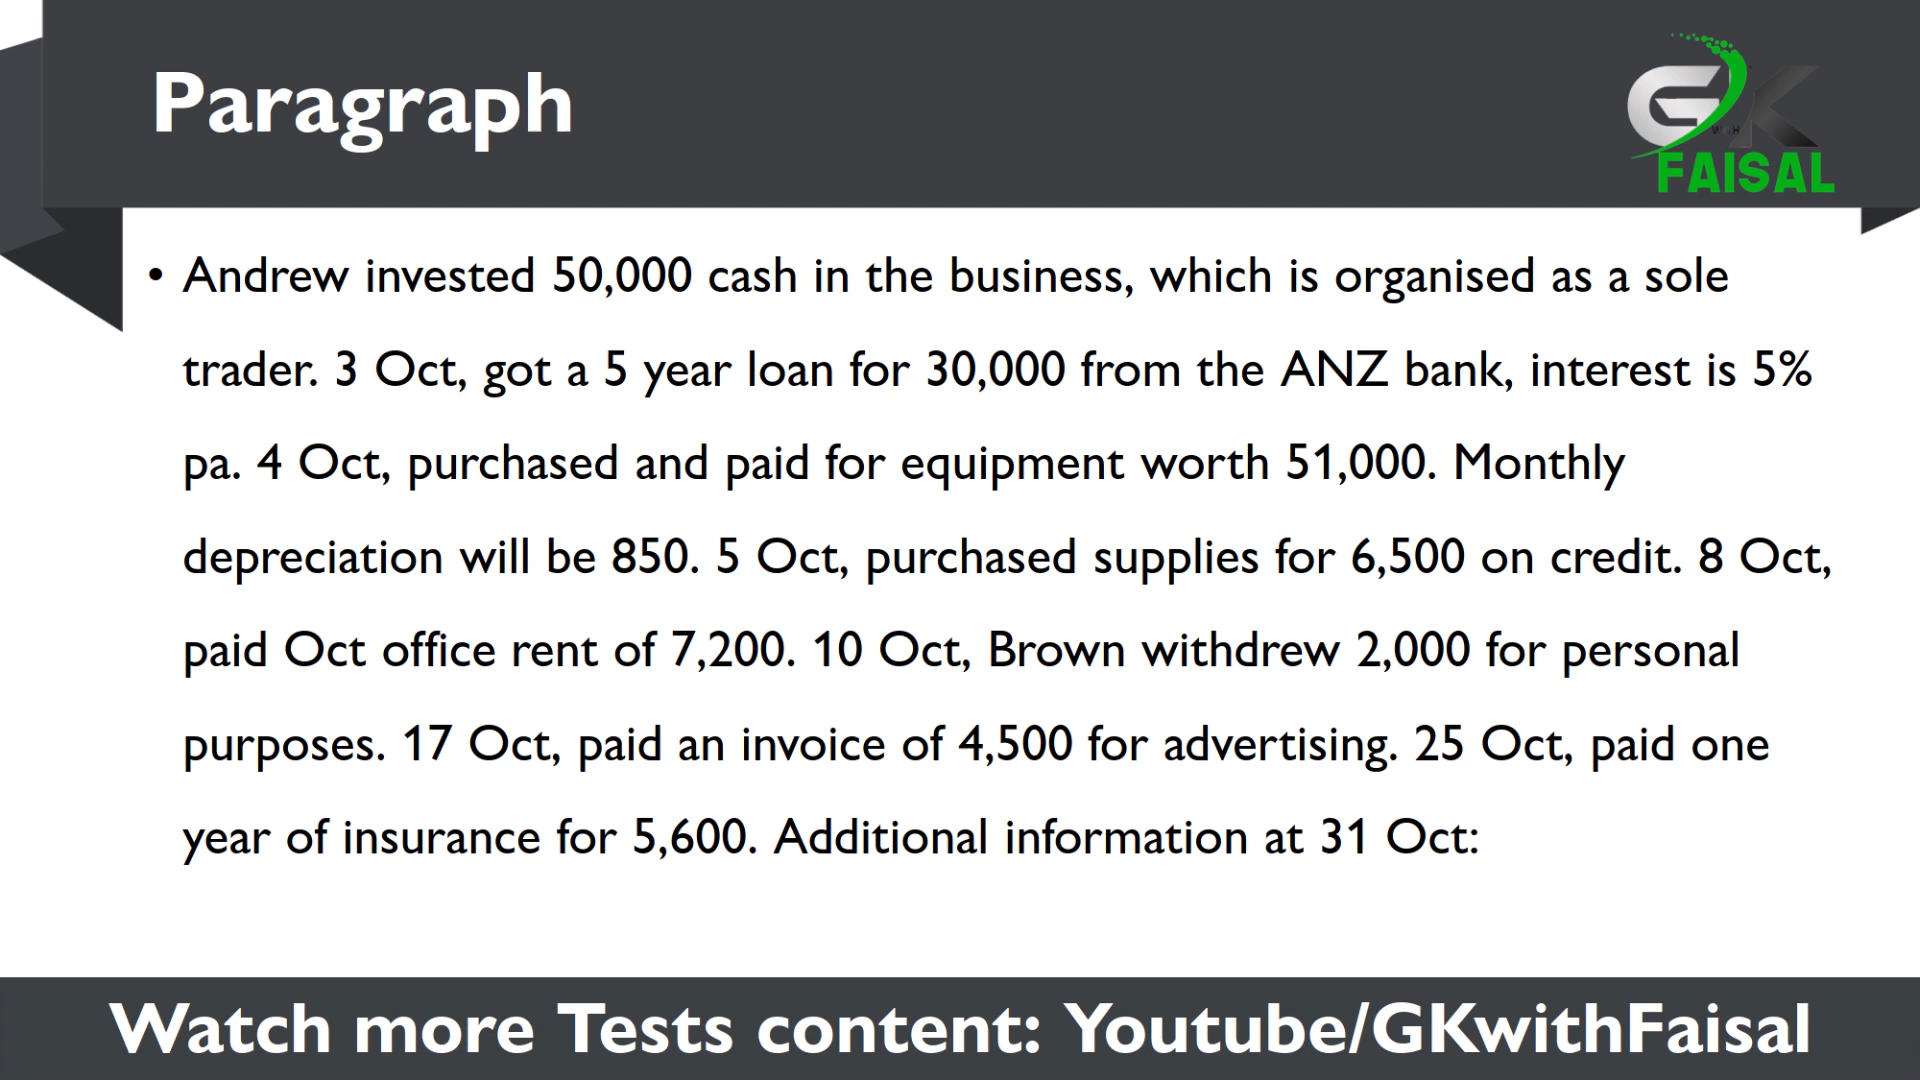 Paragraph
GK
WITH
FAISAL
• Andrew invested 50,000 cash in the business, which is organised as a sole
trader. 3 Oct, got a 5 year loan for 30,000 from the ANZ bank, interest is 5%
pa. 4 Oct, purchased and paid for equipment worth 51,000. Monthly
depreciation will be 850. 5 Oct, purchased supplies for 6,500 on credit. 8 Oct,
paid Oct office rent of 7,200. 10 Oct, Brown withdrew 2,000 for personal
purposes. 17 Oct, paid an invoice of 4,500 for advertising. 25 Oct, paid one
year of insurance for 5,600. Additional information at 31 Oct:
Watch more Tests content: Youtube/GKwithFaisal